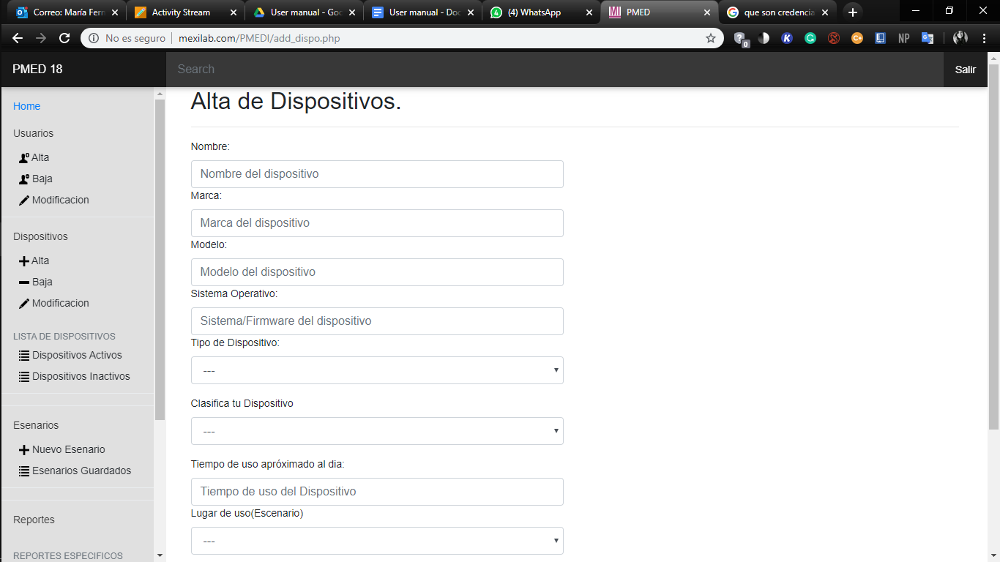 Correo: María Fern
Activity Stream
User manual - Goo
User manual - Doc
(4) WhatsApp
PMED
que son credencia
No es seguro
mexilab.com/PMEDI/add_dispo.php
0
NP
PMED 18
Search
Salir
Home
Usuarios
Alta
Baja
Modificacion
Dispositivos
Alta
Baja
Modificacion
LISTA DE DISPOSITIVOS
Dispositivos Activos
Dispositivos Inactivos
Esenarios
Nuevo Esenario
Esenarios Guardados
Reportes
REPORTES ESPECIFICOS
Alta de Dispositivos.
Nombre:
Nombre del dispositivo
Marca:
Marca del dispositivo
Modelo:
Modelo del dispositivo
Sistema Operativo:
Sistema/Firmware del dispositivo
Tipo de Dispositivo:
---
Clasifica tu Dispositivo
---
Tiempo de uso apróximado al dia:
Tiempo de uso del Dispositivo
Lugar de uso(Escenario)
---